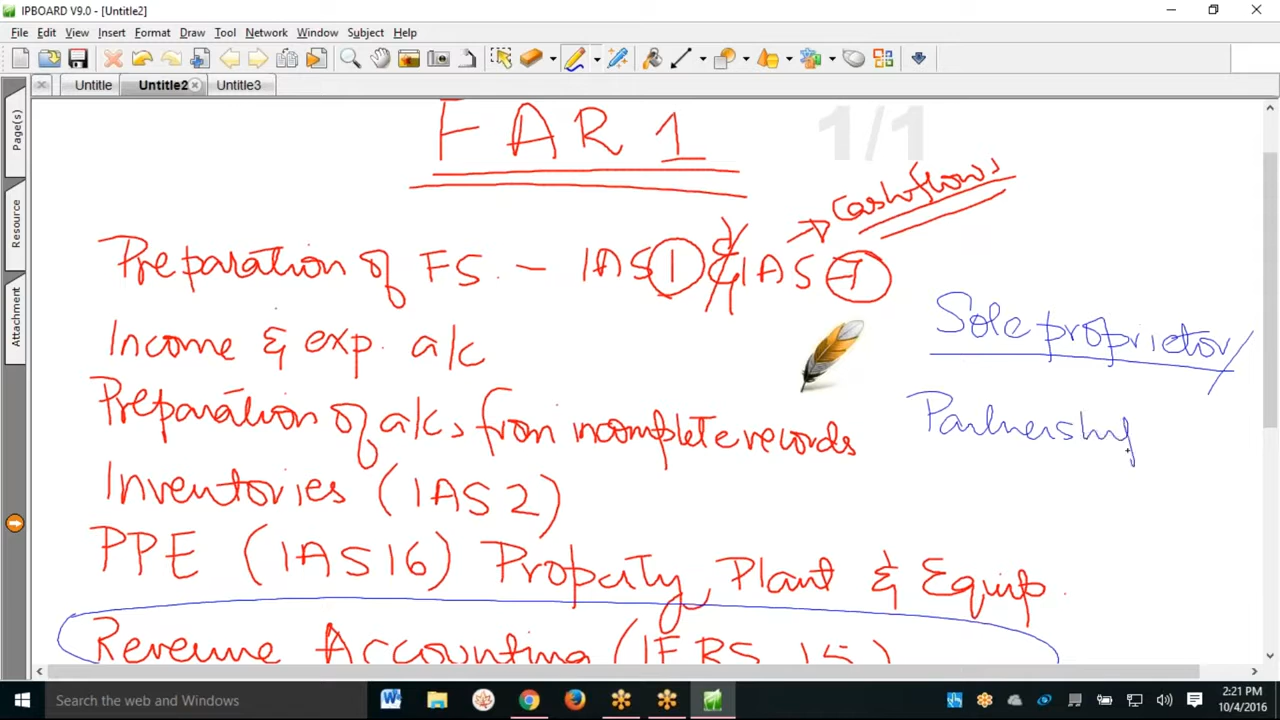 IPBOARD V9.0 - [Untitle2]
File Edit View Insert Format Draw Tool Network Window Subject Help
Untitle Untitle2 Untitle3
Page(s)
Resource
Attachment
1/1
FAR 1
Cashflows
Preparation of FS. - IAS 1 & IAS 7
Sole proprietor/
Income & exp. a/c
Partnership
Preparation of a/cs from incomplete records
Inventories (IAS 2)
PPE (IAS 16) Property, Plant & Equip.
Revenue Accounting (IFRS 15)
Search the web and Windows
2:21 PM
10/4/2016